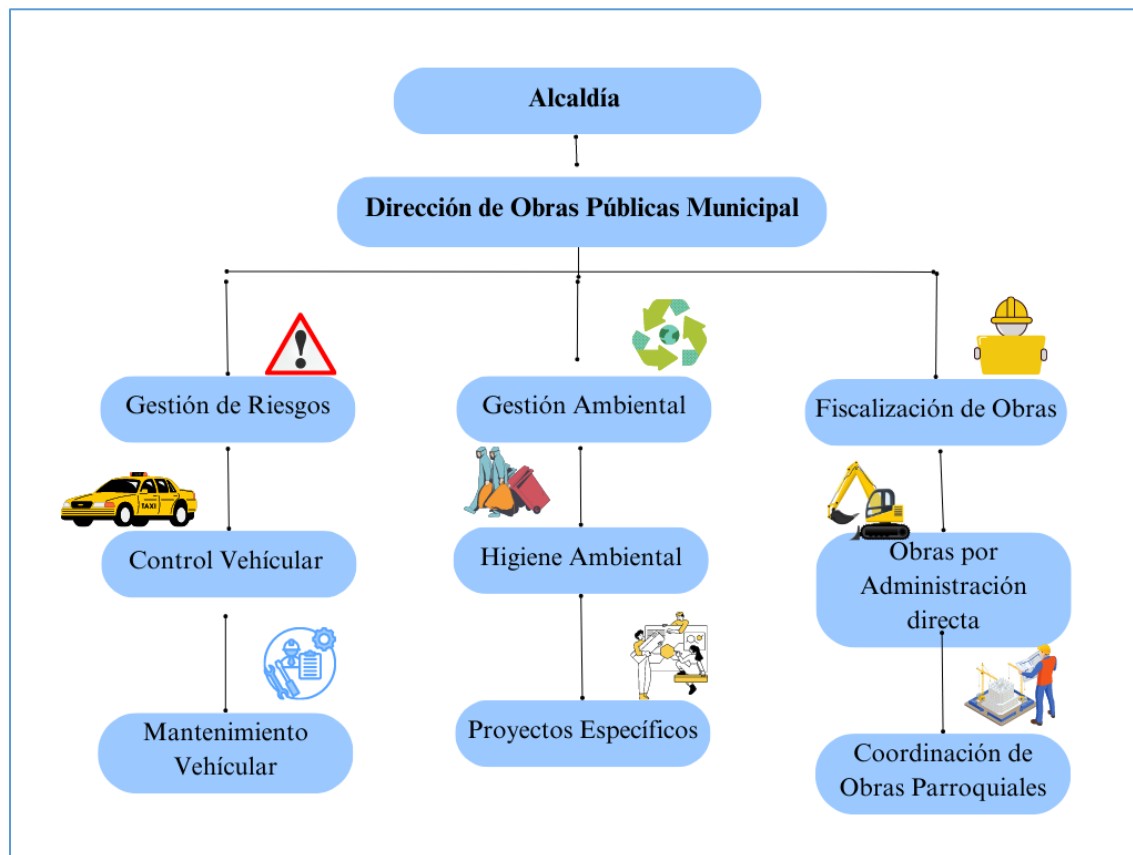 Alcaldía
Dirección de Obras Públicas Municipal
Gestión de Riesgos
Gestión Ambiental
Fiscalización de Obras
TAXI
Control Vehícular
Higiene Ambiental
Obras por
Administración
directa
Mantenimiento
Vehícular
Proyectos Específicos
Coordinación de
Obras Parroquiales